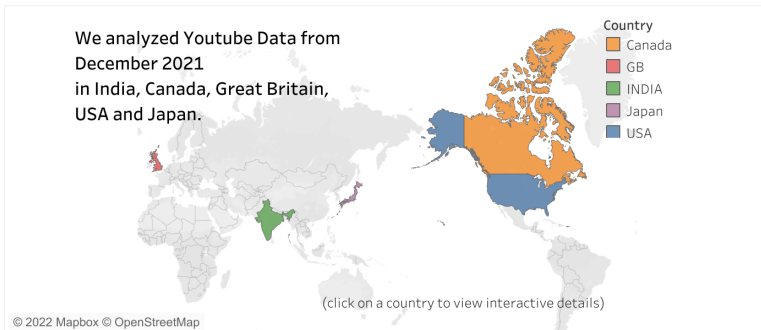 We analyzed Youtube Data from
December 2021
in India, Canada, Great Britain,
USA and Japan.
Country
Canada
GB
INDIA
Japan
USA
(click on a country to view interactive details)
© 2022 Mapbox © OpenStreetMap